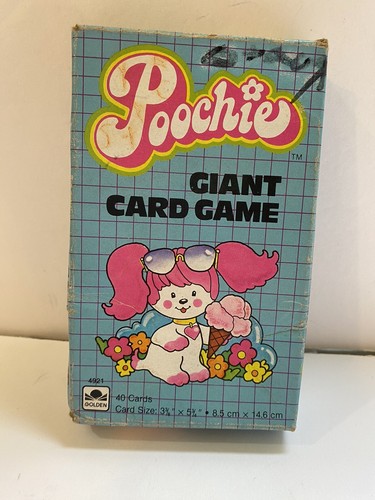 Poochie
TM
GIANT
CARD GAME
4921
GOLDEN
40 Cards
Card Size: 3⅜" × 5¾" • 8.5 cm × 14.6 cm